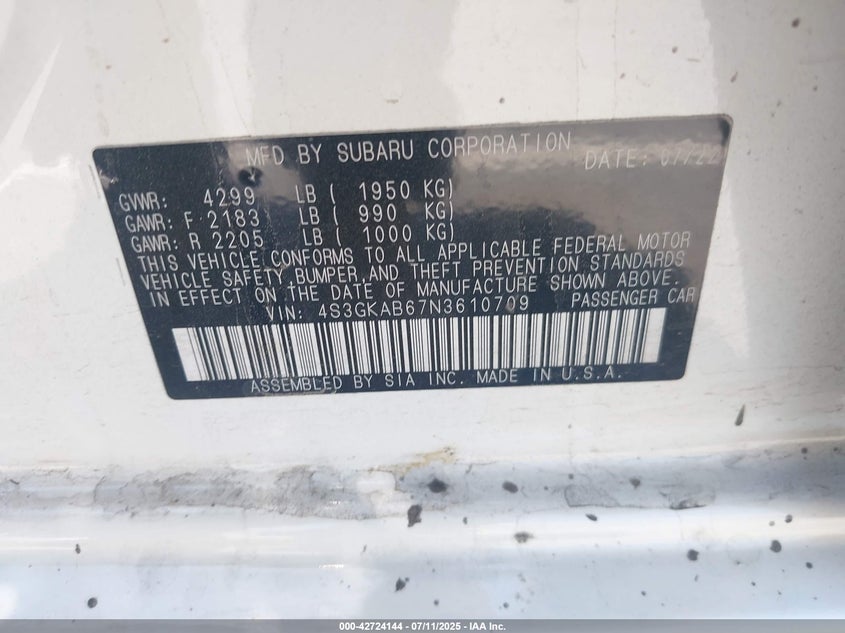 MFD BY SUBARU CORPORATION DATE: 07/22
GVWR: 4299 LB ( 1950 KG)
GAWR: F 2183 LB ( 990 KG)
GAWR: R 2205 LB ( 1000 KG)
THIS VEHICLE CONFORMS TO ALL APPLICABLE FEDERAL MOTOR
VEHICLE SAFETY,BUMPER,AND THEFT PREVENTION STANDARDS
IN EFFECT ON THE DATE OF MANUFACTURE SHOWN ABOVE.
VIN: 4S3GKAB67N3610709 PASSENGER CAR
ASSEMBLED BY SIA INC. MADE IN U.S.A.
000-42724144 - 07/11/2025 - IAA Inc.